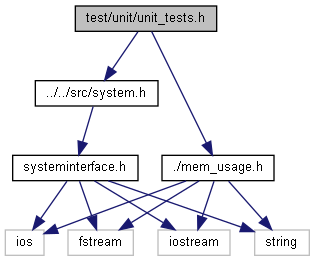 test/unit/unit_tests.h
../../src/system.h
systeminterface.h
./mem_usage.h
ios
fstream
iostream
string